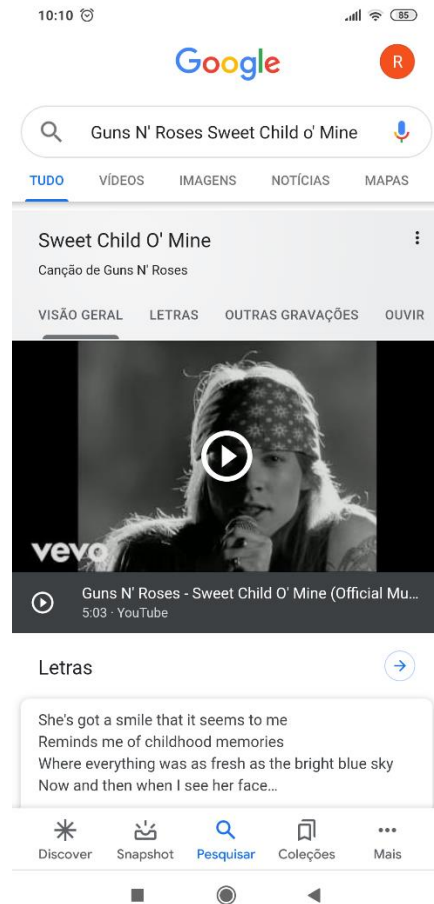 10:10
85
Google
R
Guns N' Roses Sweet Child o' Mine
TUDO VÍDEOS IMAGENS NOTÍCIAS MAPAS
Sweet Child O' Mine
Canção de Guns N' Roses
VISÃO GERAL LETRAS OUTRAS GRAVAÇÕES OUVIR
vevo
Guns N' Roses - Sweet Child O' Mine (Official Mu...
5:03 · YouTube
Letras
She's got a smile that it seems to me
Reminds me of childhood memories
Where everything was as fresh as the bright blue sky
Now and then when I see her face...
Discover Snapshot Pesquisar Coleções Mais